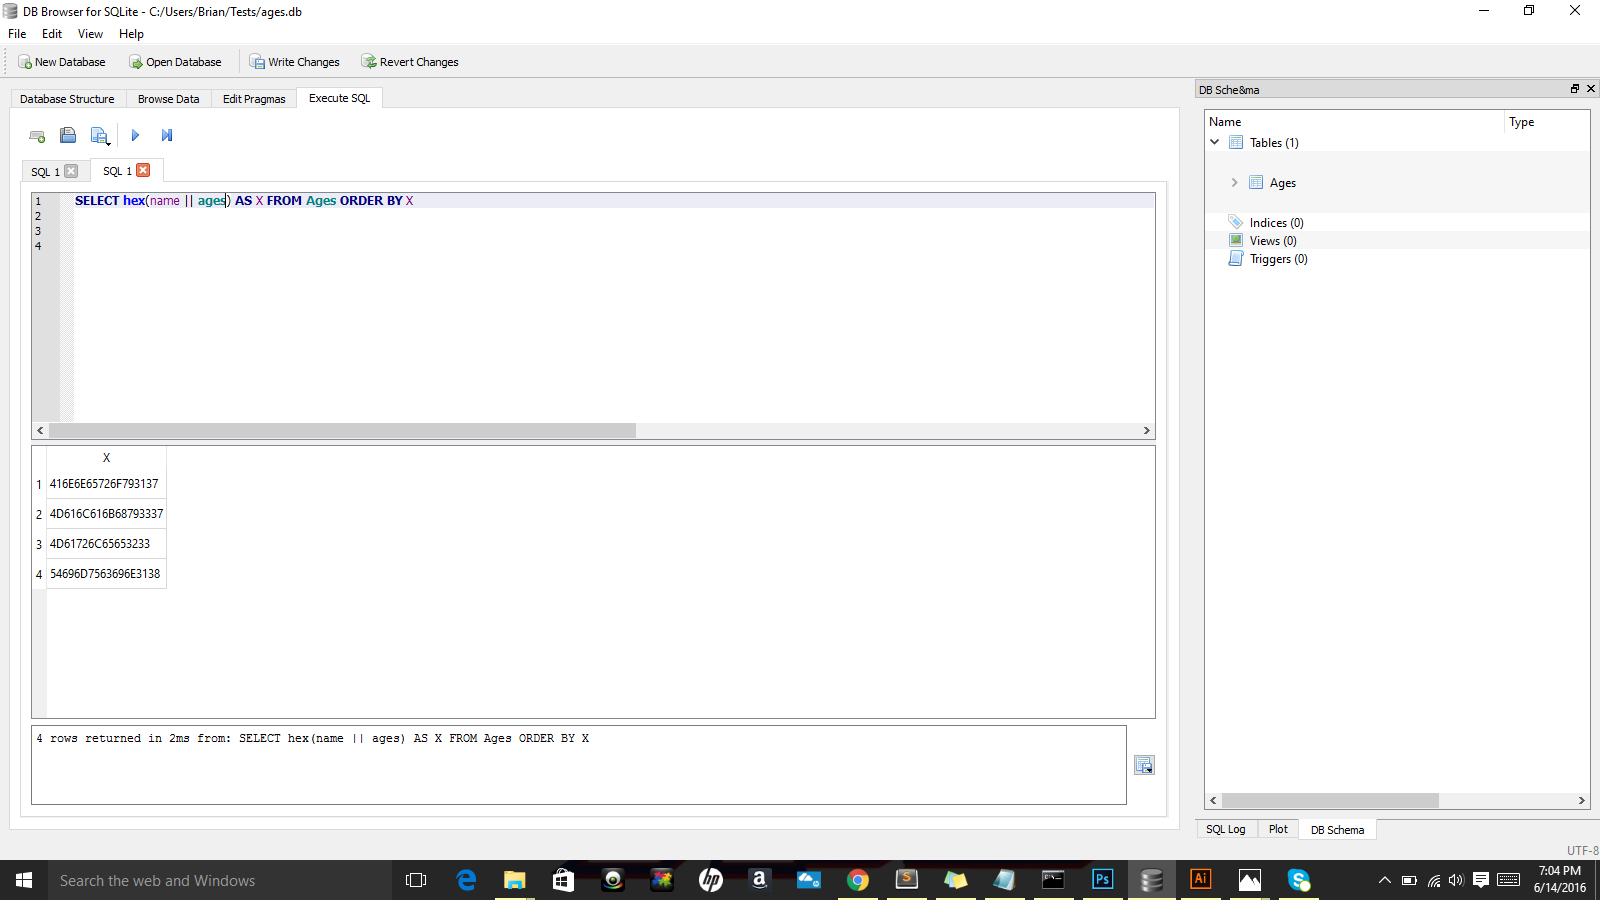 DB Browser for SQLite - C:/Users/Brian/Tests/ages.db
File Edit View Help
New Database Open Database Write Changes Revert Changes
Database Structure Browse Data Edit Pragmas Execute SQL
SQL 1 SQL 1
1 SELECT hex(name || ages) AS X FROM Ages ORDER BY X
2
3
4
X
1 416E6E65726F793137
2 4D616C616B68793337
3 4D61726C65653233
4 54696D7563696E3138
4 rows returned in 2ms from: SELECT hex(name || ages) AS X FROM Ages ORDER BY X
DB Sche&ma
Name Type
Tables (1)
Ages
Indices (0)
Views (0)
Triggers (0)
SQL Log Plot DB Schema
UTF-8
Search the web and Windows
e hp a S Ps Ai S
7:04 PM
6/14/2016